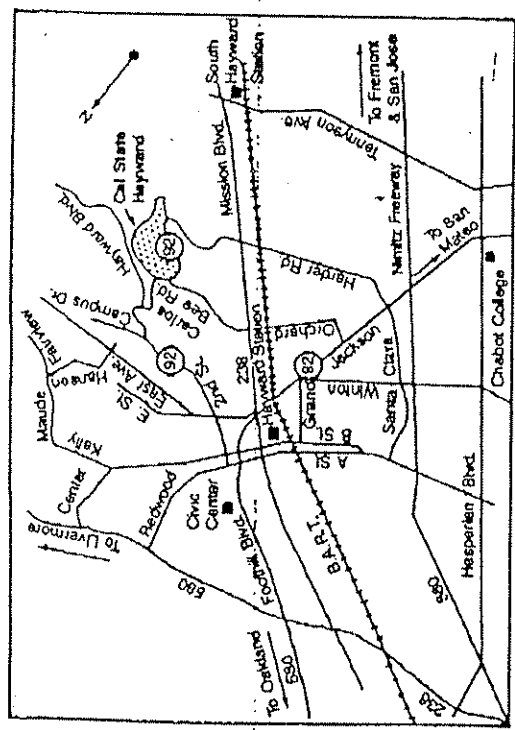 N
Cal State
Hayward
Hayward Blvd
92
Carlos
Bee Rd
Campus Dr.
92
2nd St.
Fairview
Hanson
East Ave.
E. St.
Maude
Kelly
Center
Redwood
Civic
Center
To Livermore
580
Foothill Blvd.
To Oakland
580
238
Mission Blvd.
South
Hayward
Station
Hayward Station
B.A.R.T.
A St.
B St.
Grand
Orchard
Harder Rd
Jackson
Winton
Santa Clara
Tennyson Ave.
Nimitz Freeway
To Fremont
& San Jose
To San
Mateo
Chabot College
Hesperian Blvd.
238